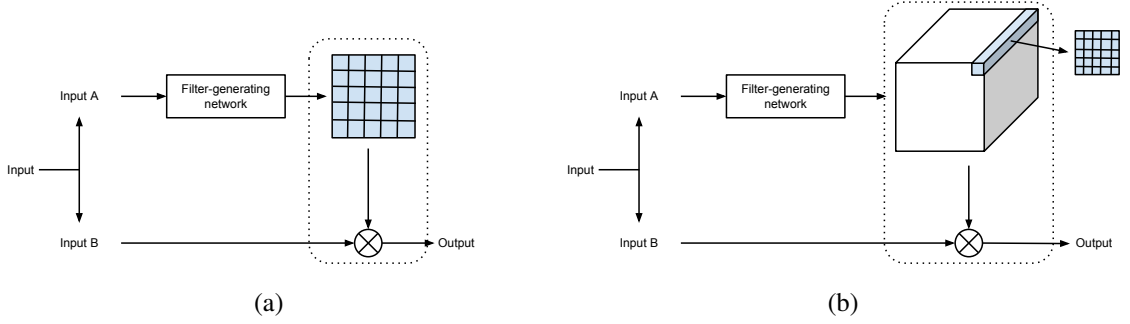 Input A
Filter-generating
network
Input
Input B
Output
(a)
Input A
Filter-generating
network
Input
Input B
Output
(b)